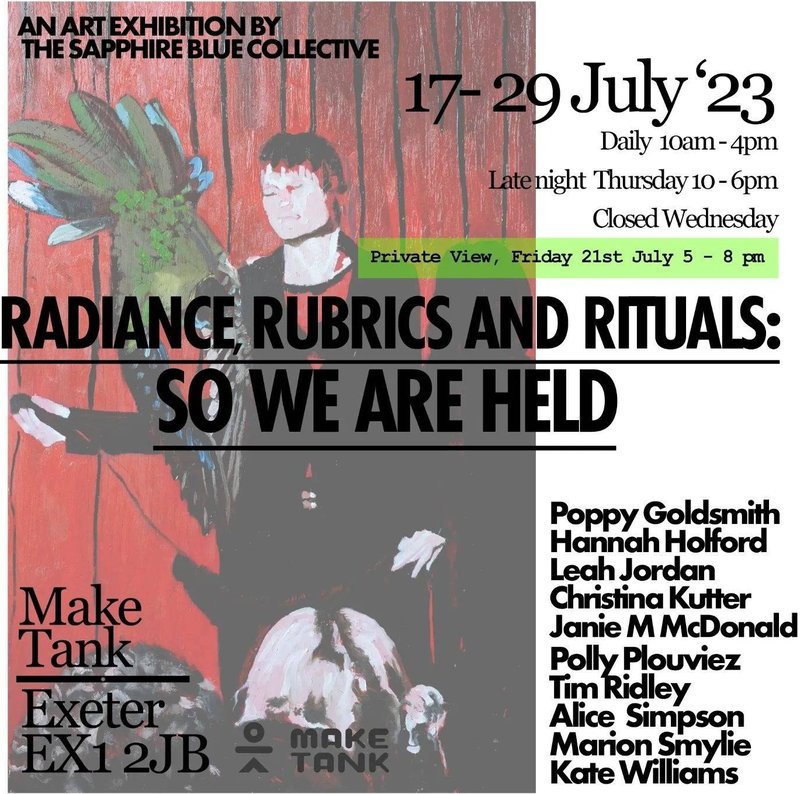 AN ART EXHIBITION BY
THE SAPPHIRE BLUE COLLECTIVE
17- 29 July ‘23
Daily 10am - 4pm
Late night Thursday 10 - 6pm
Closed Wednesday
Private View, Friday 21st July 5 - 8 pm
RADIANCE, RUBRICS AND RITUALS:
SO WE ARE HELD
Poppy Goldsmith
Hannah Holford
Leah Jordan
Christina Kutter
Janie M McDonald
Polly Plouviez
Tim Ridley
Alice Simpson
Marion Smylie
Kate Williams
Make
Tank
Exeter
EX1 2JB
MAKE
TANK